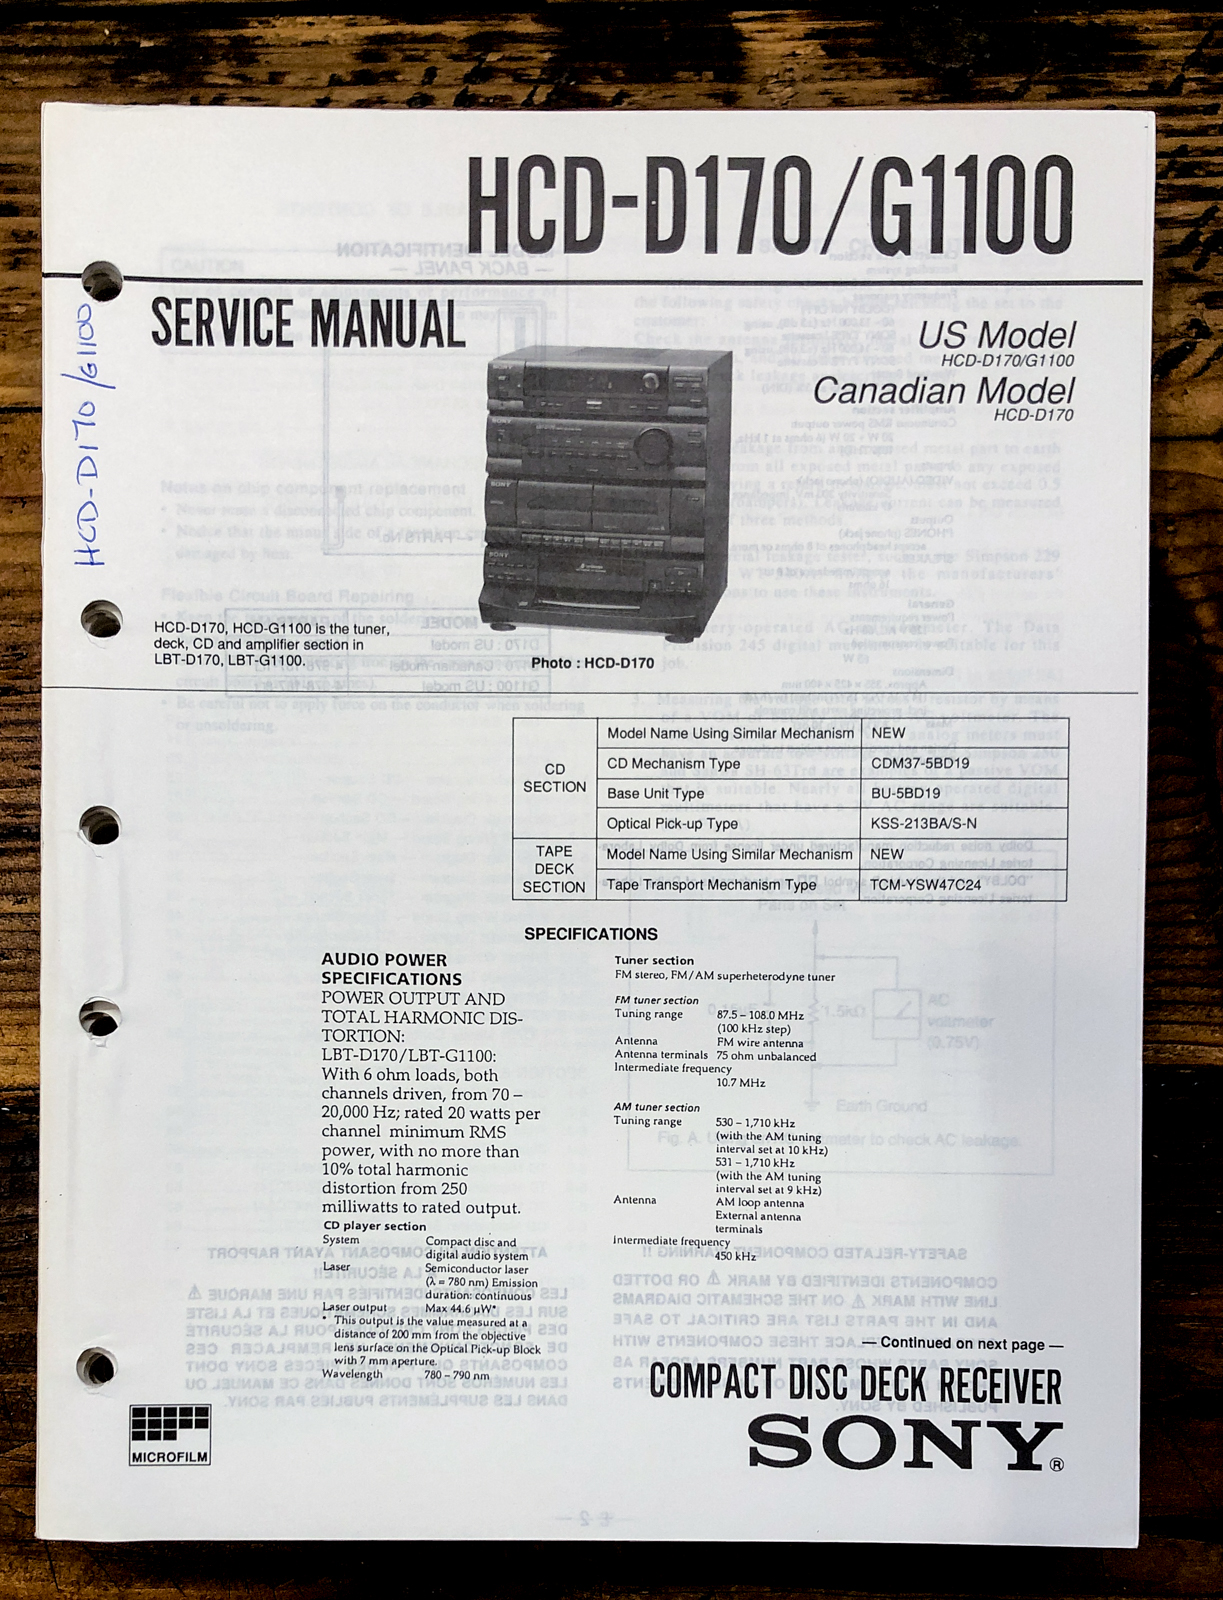 HCD-D170/G1100
SERVICE MANUAL
US Model
HCD-D170/G1100
Canadian Model
HCD-D170
HCD-D170/G1100
SONY
SONY
SONY
HCD-D170, HCD-G1100 is the tuner,
deck, CD and amplifier section in
LBT-D170, LBT-G1100.
Photo : HCD-D170
CD SECTION
Model Name Using Similar Mechanism NEW
CD Mechanism Type CDM37-5BD19
Base Unit Type BU-5BD19
Optical Pick-up Type KSS-213BA/S-N
TAPE DECK SECTION
Model Name Using Similar Mechanism NEW
Tape Transport Mechanism Type TCM-YSW47C24
SPECIFICATIONS
AUDIO POWER
SPECIFICATIONS
POWER OUTPUT AND
TOTAL HARMONIC DIS-
TORTION:
LBT-D170/LBT-G1100:
With 6 ohm loads, both
channels driven, from 70 –
20,000 Hz; rated 20 watts per
channel minimum RMS
power, with no more than
10% total harmonic
distortion from 250
milliwatts to rated output.
CD player section
System Compact disc and
digital audio system
Laser Semiconductor laser
(λ = 780 nm) Emission
duration: continuous
Laser output Max 44.6 µW*
* This output is the value measured at a
distance of 200 mm from the objective
lens surface on the Optical Pick-up Block
with 7 mm aperture.
Wavelength 780 – 790 nm
Tuner section
FM stereo, FM/AM superheterodyne tuner
FM tuner section
Tuning range 87.5 – 108.0 MHz
(100 kHz step)
Antenna FM wire antenna
Antenna terminals 75 ohm unbalanced
Intermediate frequency
10.7 MHz
AM tuner section
Tuning range 530 – 1,710 kHz
(with the AM tuning
interval set at 10 kHz)
531 – 1,710 kHz
(with the AM tuning
interval set at 9 kHz)
Antenna AM loop antenna
External antenna
terminals
Intermediate frequency
450 kHz
— Continued on next page —
COMPACT DISC DECK RECEIVER
SONY®
MICROFILM